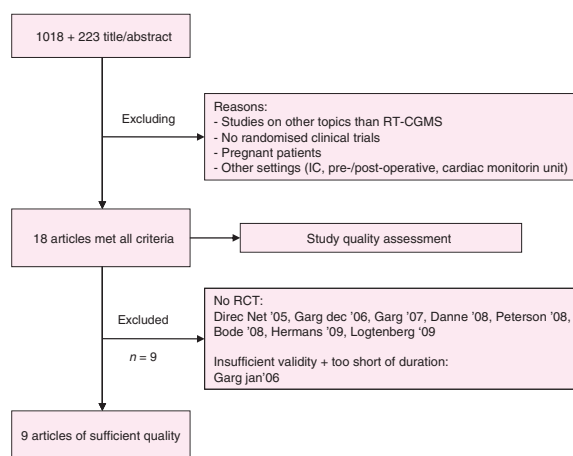 1018 + 223 title/abstract
Excluding
Reasons:
- Studies on other topics than RT-CGMS
- No randomised clinical trials
- Pregnant patients
- Other settings (IC, pre-/post-operative, cardiac monitorin unit)
18 articles met all criteria
Study quality assessment
Excluded
n = 9
No RCT:
Direc Net '05, Garg dec '06, Garg '07, Danne '08, Peterson '08,
Bode '08, Hermans '09, Logtenberg '09
Insufficient validity + too short of duration:
Garg jan'06
9 articles of sufficient quality